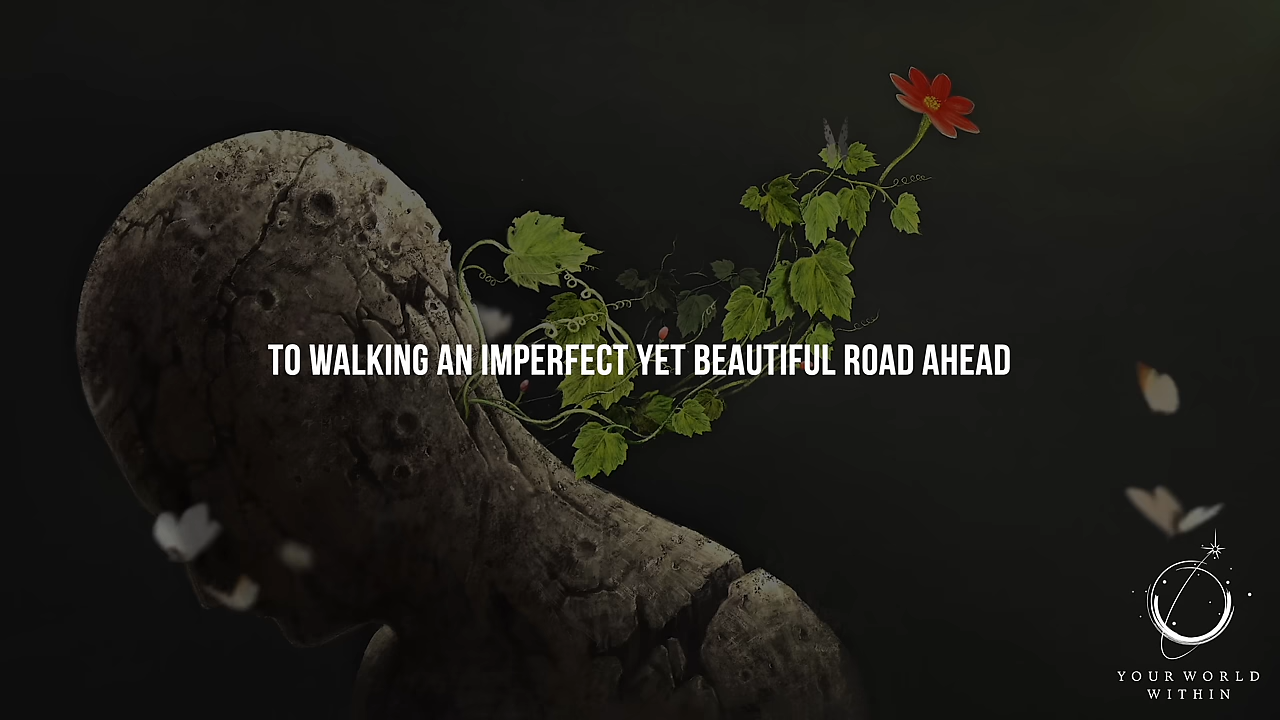 TO WALKING AN IMPERFECT YET BEAUTIFUL ROAD AHEAD
YOUR WORLD
WITHIN